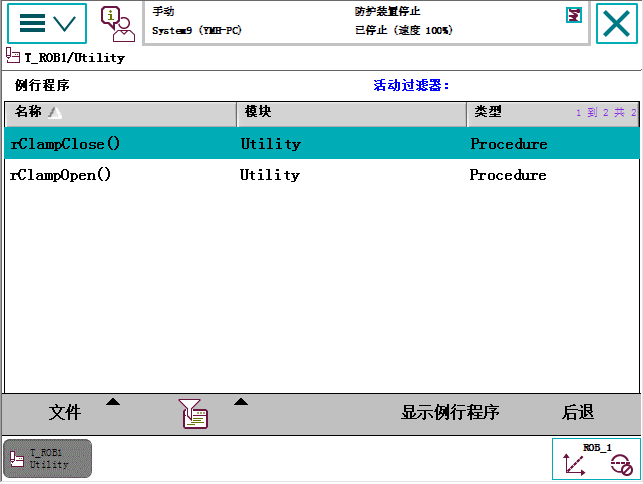 手动
防护装置停止
System9 (YMH-PC)
已停止 (速度 100%)
T_ROB1/Utility
例行程序
活动过滤器:
名称
模块
类型
1 到 2 共 2
rClampClose()
Utility
Procedure
rClampOpen()
Utility
Procedure
文件
显示例行程序
后退
T_ROB1
Utility
ROB_1